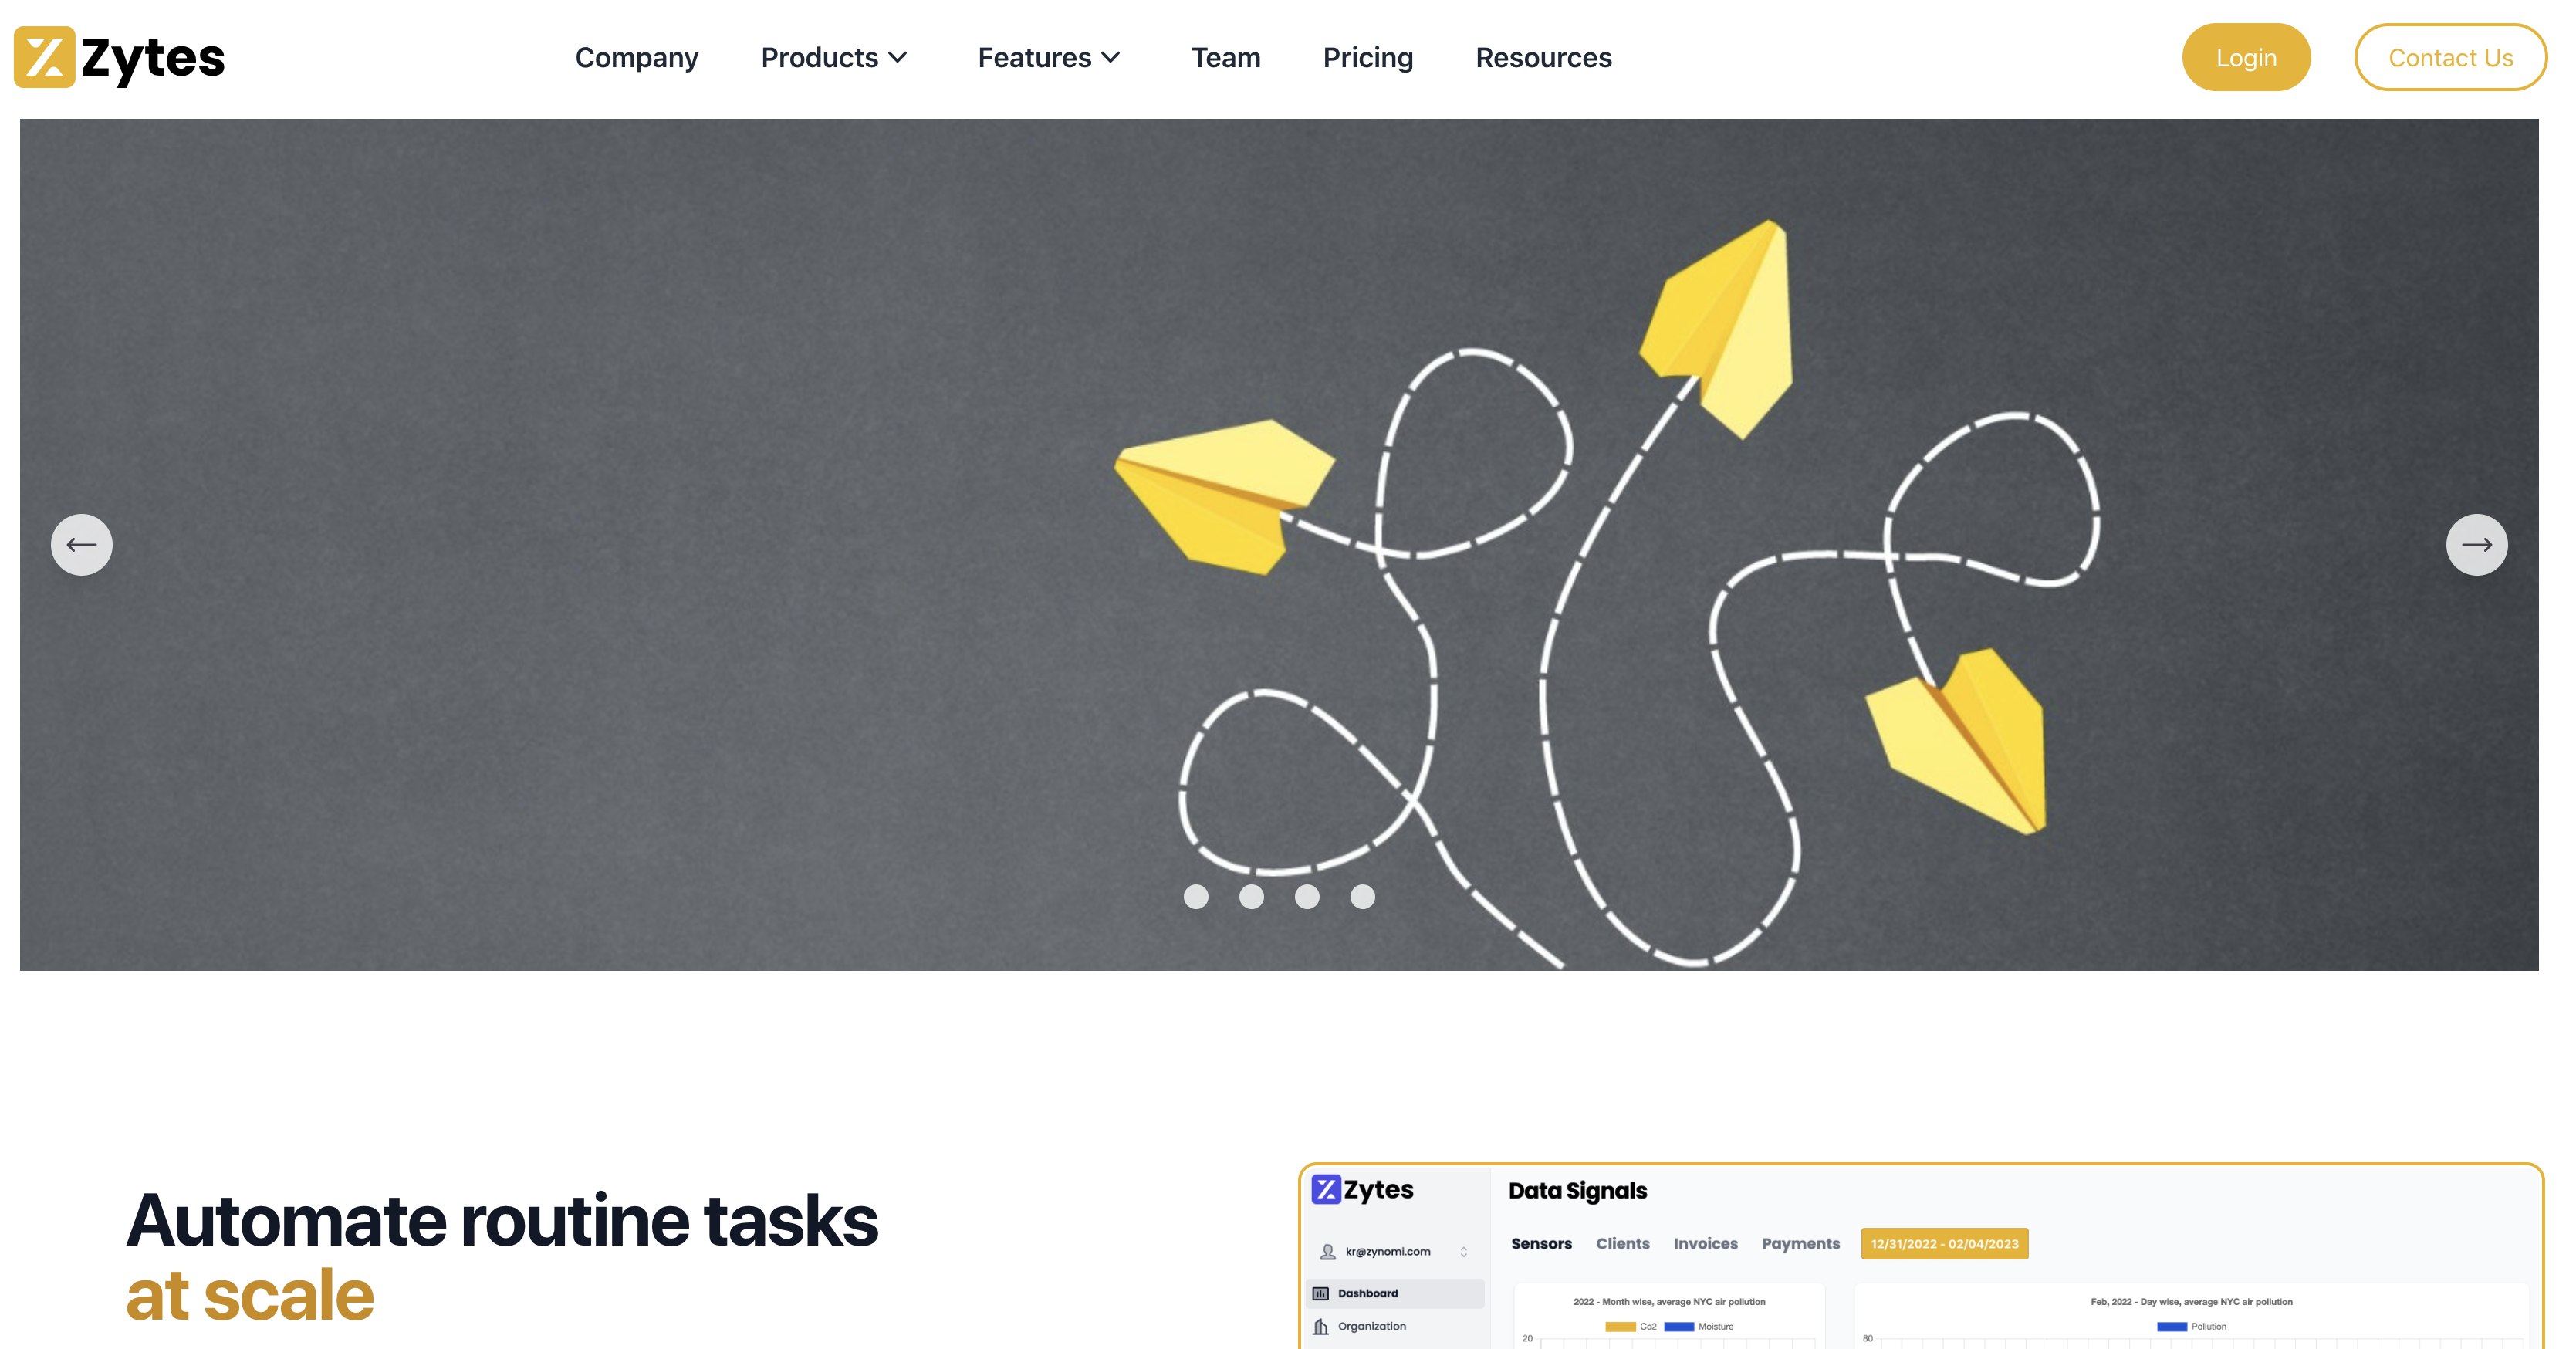 Zytes
Company Products Features Team Pricing Resources
Login Contact Us
Automate routine tasks
at scale
Zytes
kr@zynomi.com
Dashboard
Organization
Data Signals
Sensors Clients Invoices Payments 12/31/2022 - 02/04/2023
2022 - Month wise, average NYC air pollution
Co2 Moisture
20
Feb, 2022 - Day wise, average NYC air pollution
Pollution
80